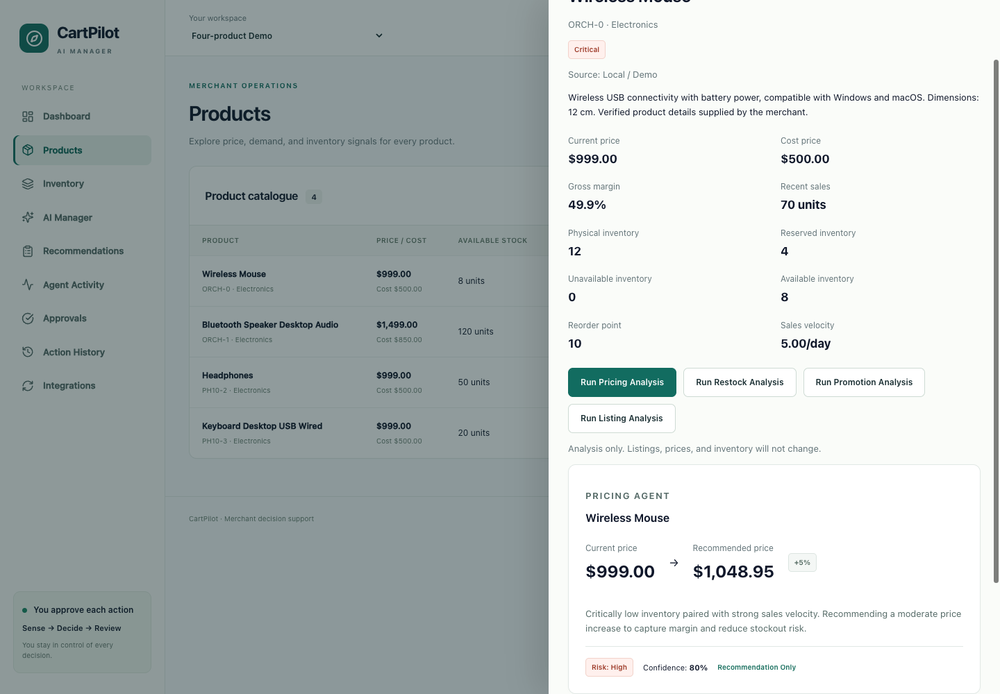 CartPilot
AI MANAGER
WORKSPACE
Dashboard
Products
Inventory
AI Manager
Recommendations
Agent Activity
Approvals
Action History
Integrations
You approve each action
Sense → Decide → Review
You stay in control of every
decision.
Your workspace
Four-product Demo
MERCHANT OPERATIONS
Products
Explore price, demand, and inventory signals for every product.
Product catalogue 4
PRODUCT PRICE / COST AVAILABLE STOCK
Wireless Mouse $999.00 8 units
ORCH-0 · Electronics Cost $500.00
Bluetooth Speaker Desktop Audio $1,499.00 120 units
ORCH-1 · Electronics Cost $850.00
Headphones $999.00 50 units
PH10-2 · Electronics Cost $500.00
Keyboard Desktop USB Wired $999.00 20 units
PH10-3 · Electronics Cost $500.00
CartPilot · Merchant decision support
Wireless Mouse
ORCH-0 · Electronics
Critical
Source: Local / Demo
Wireless USB connectivity with battery power, compatible with Windows and macOS. Dimensions:
12 cm. Verified product details supplied by the merchant.
Current price Cost price
$999.00 $500.00
Gross margin Recent sales
49.9% 70 units
Physical inventory Reserved inventory
12 4
Unavailable inventory Available inventory
0 8
Reorder point Sales velocity
10 5.00/day
Run Pricing Analysis Run Restock Analysis Run Promotion Analysis
Run Listing Analysis
Analysis only. Listings, prices, and inventory will not change.
PRICING AGENT
Wireless Mouse
Current price Recommended price
$999.00 → $1,048.95 +5%
Critically low inventory paired with strong sales velocity. Recommending a moderate price
increase to capture margin and reduce stockout risk.
Risk: High Confidence: 80% Recommendation Only